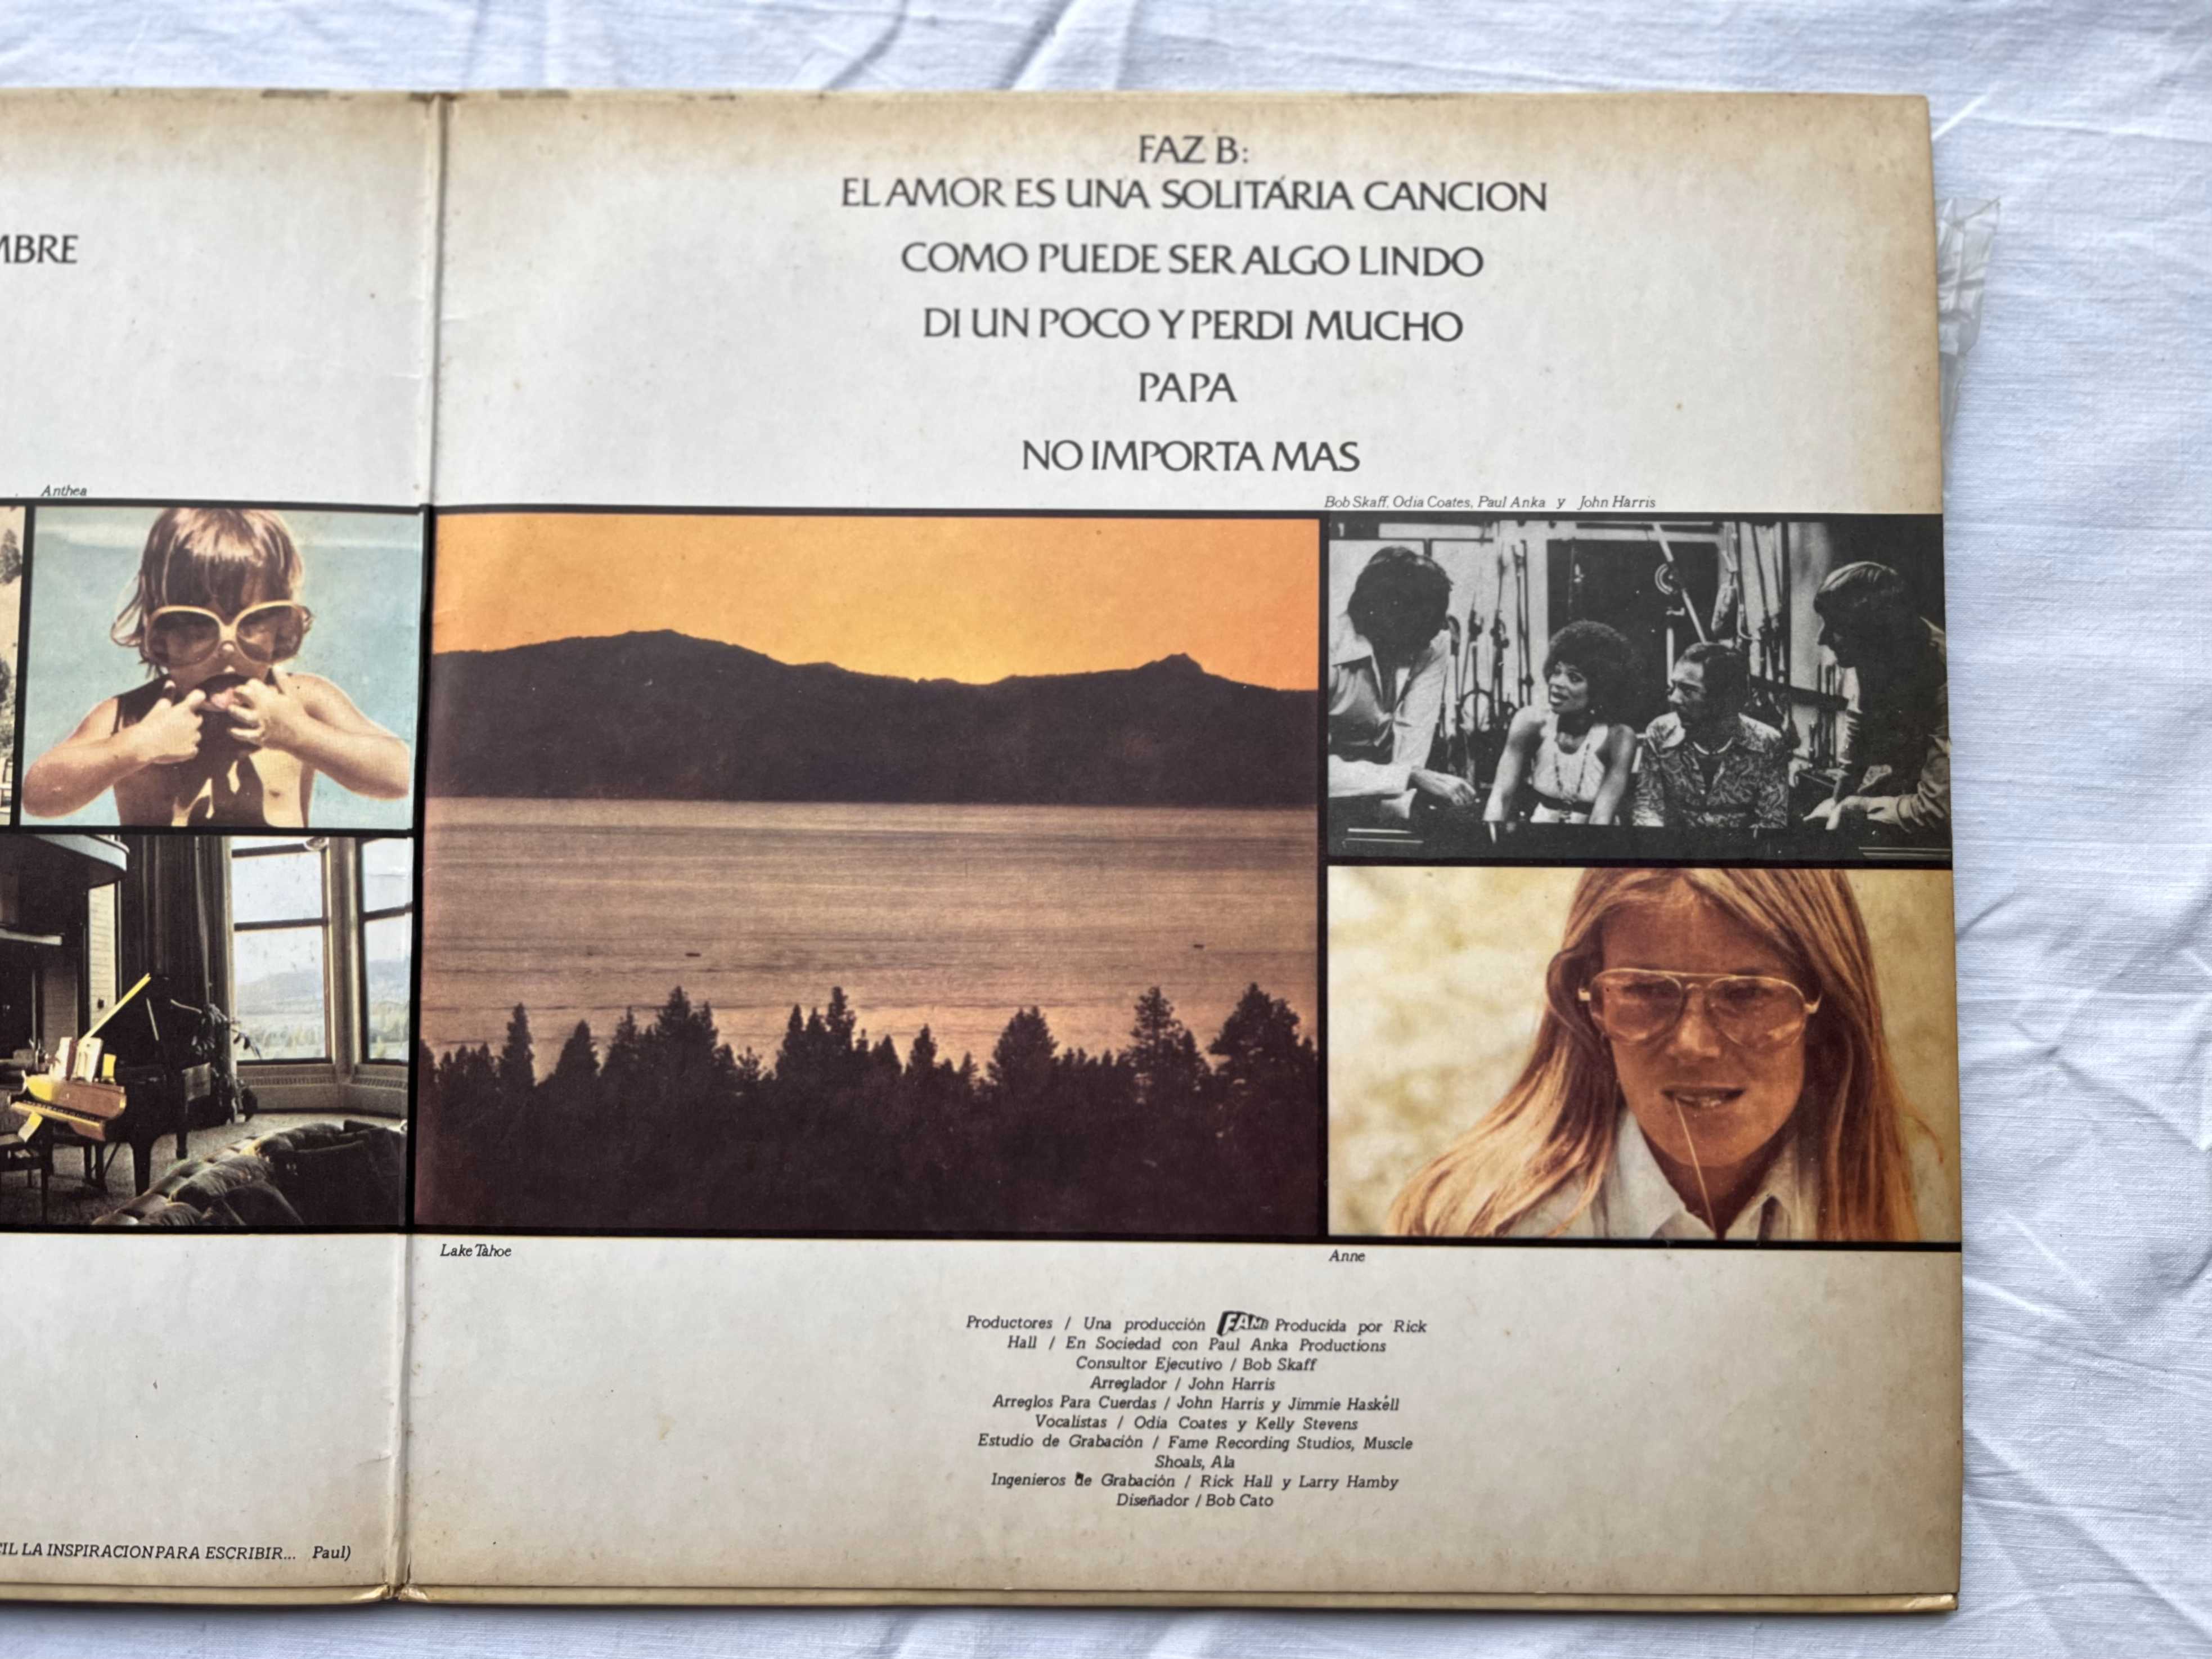 MBRE
Anthea
IL LA INSPIRACION PARA ESCRIBIR... Paul)
FAZ B:
EL AMOR ES UNA SOLITARIA CANCION
COMO PUEDE SER ALGO LINDO
DI UN POCO Y PERDI MUCHO
PAPA
NO IMPORTA MAS
Bob Skaff, Odia Coates, Paul Anka y John Harris
Lake Tahoe
Anne
Productores / Una producción FAME Producida por Rick
Hall / En Sociedad con Paul Anka Productions
Consultor Ejecutivo / Bob Skaff
Arreglador / John Harris
Arreglos Para Cuerdas / John Harris y Jimmie Haskéll
Vocalistas / Odia Coates y Kelly Stevens
Estudio de Grabación / Fame Recording Studios, Muscle
Shoals, Ala
Ingenieros de Grabación / Rick Hall y Larry Hamby
Diseñador / Bob Cato